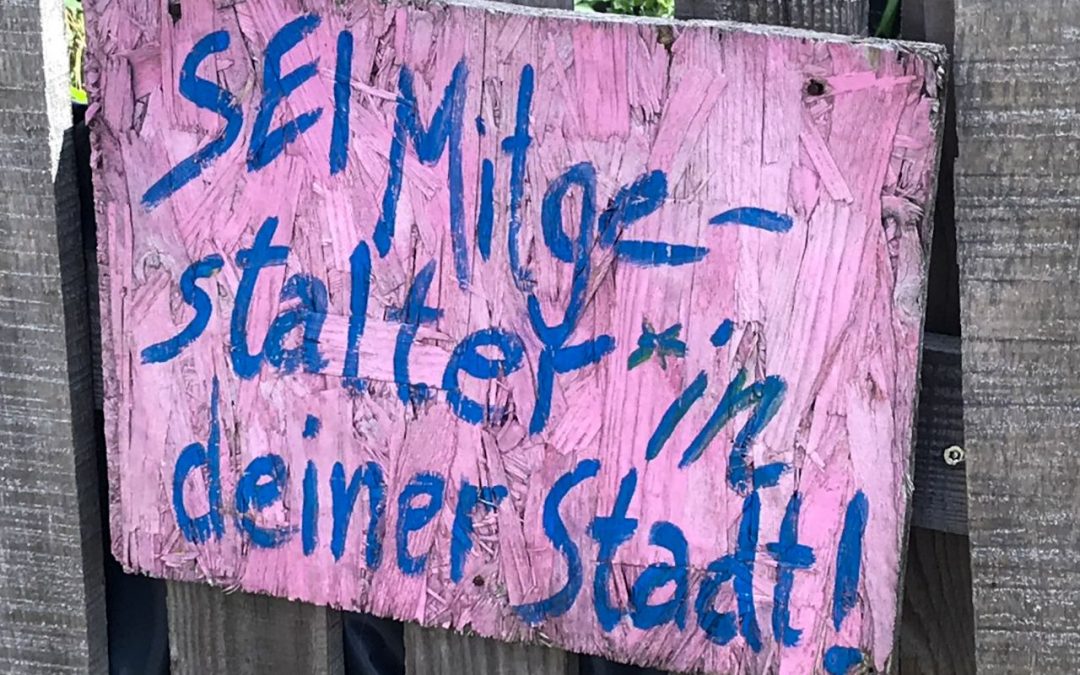 SEI Mitge-
stalter*in
deiner Stadt!